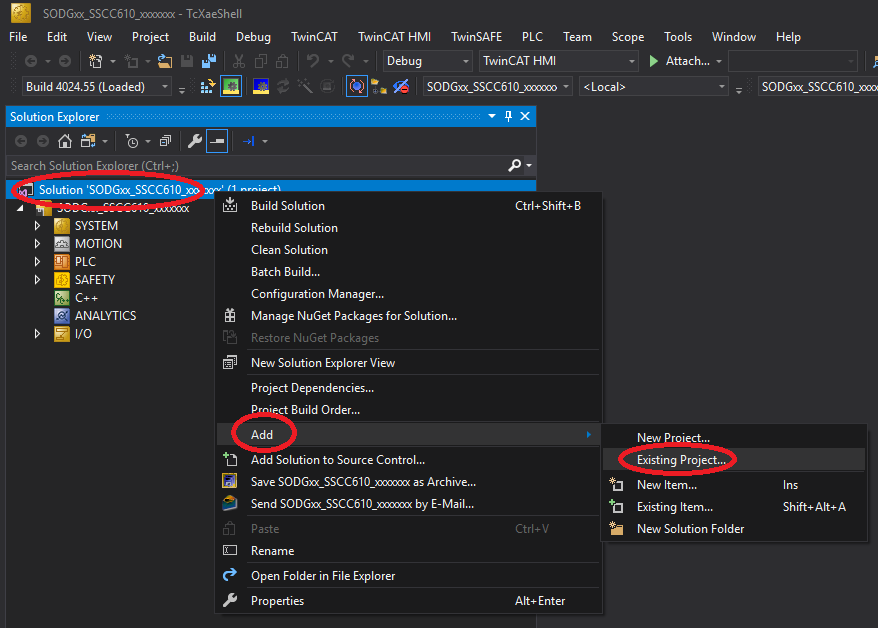 SODGxx_SSCC610_xxxxxxx - TcXaeShell
File Edit View Project Build Debug TwinCAT TwinCAT HMI TwinSAFE PLC Team Scope Tools Window Help
Debug TwinCAT HMI Attach...
Build 4024.55 (Loaded) SODGxx_SSCC610_xxxxxxx <Local> SODGxx_SSCC610_xxxx
Solution Explorer
Search Solution Explorer (Ctrl+;)
Solution 'SODGxx_SSCC610_xxxxxxx' (1 project)
SODGxx_SSCC610_xxxxxxx
SYSTEM
MOTION
PLC
SAFETY
C++
ANALYTICS
I/O
Build Solution Ctrl+Shift+B
Rebuild Solution
Clean Solution
Batch Build...
Configuration Manager...
Manage NuGet Packages for Solution...
Restore NuGet Packages
New Solution Explorer View
Project Dependencies...
Project Build Order...
Add
Add Solution to Source Control...
Save SODGxx_SSCC610_xxxxxxx as Archive...
Send SODGxx_SSCC610_xxxxxxx by E-Mail...
Paste Ctrl+V
Rename
Open Folder in File Explorer
Properties Alt+Enter
New Project...
Existing Project...
New Item... Ins
Existing Item... Shift+Alt+A
New Solution Folder